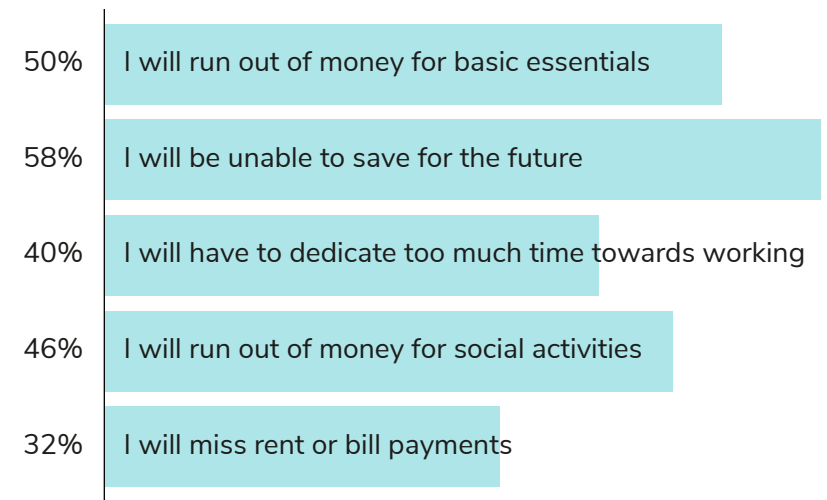 50% I will run out of money for basic essentials
58% I will be unable to save for the future
40% I will have to dedicate too much time towards working
46% I will run out of money for social activities
32% I will miss rent or bill payments